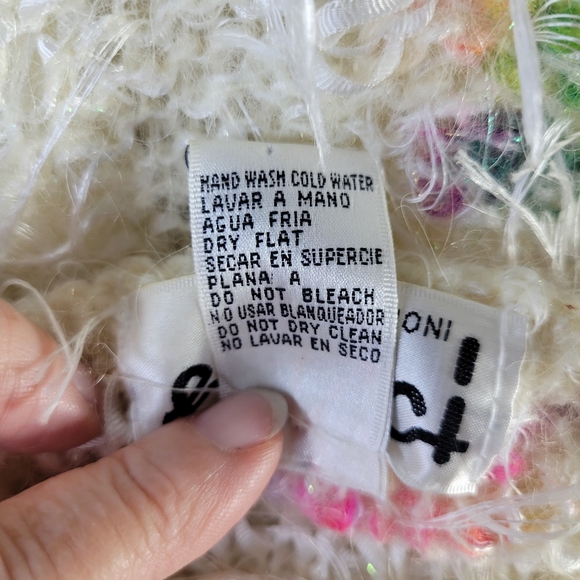 HAND WASH COLD WATER
LAVAR A MANO
AGUA FRIA
DRY FLAT
SECAR EN SUPERCIE
PLANA A
DO NOT BLEACH
NO USAR BLANQUEADOR
DO NOT DRY CLEAN
NO LAVAR EN SECO
ONI